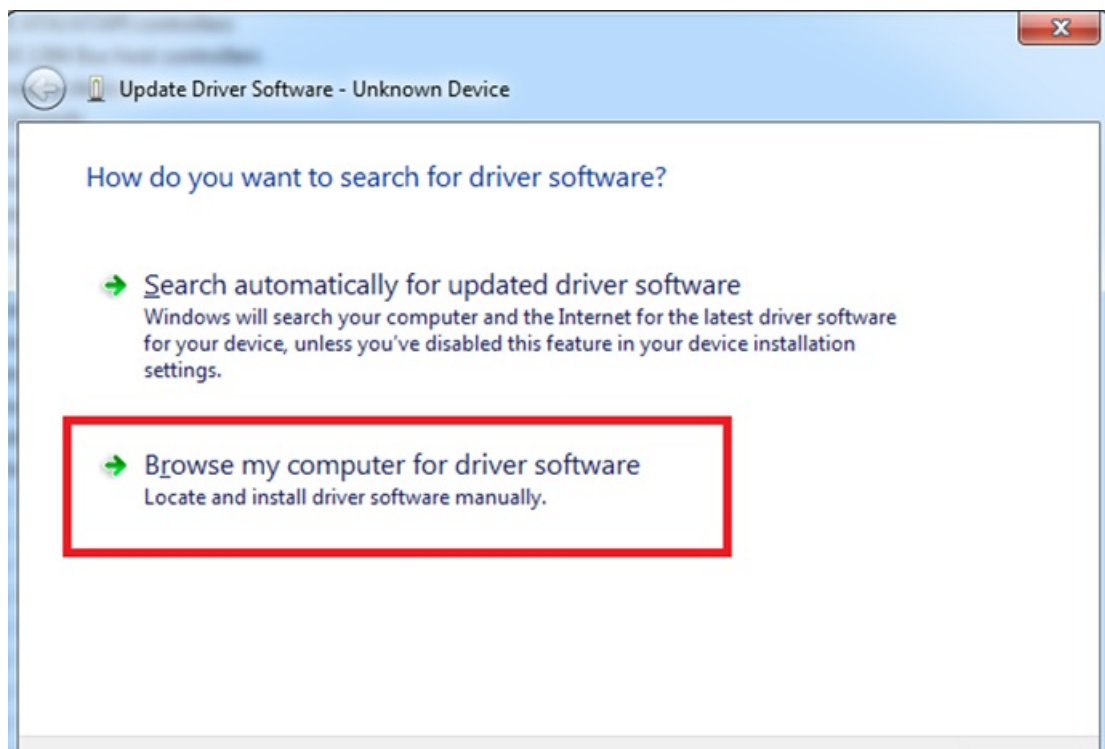 Update Driver Software - Unknown Device
How do you want to search for driver software?
Search automatically for updated driver software
Windows will search your computer and the Internet for the latest driver software
for your device, unless you've disabled this feature in your device installation
settings.
Browse my computer for driver software
Locate and install driver software manually.